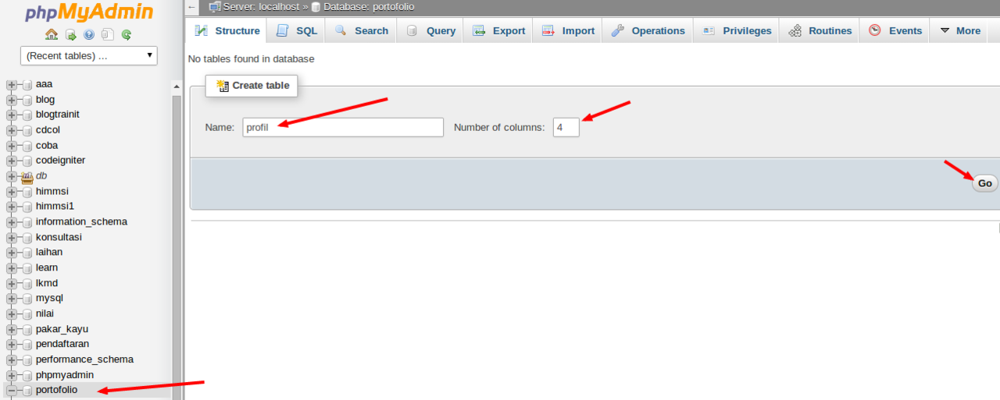 phpMyAdmin
(Recent tables) ...
aaa
blog
blogtrainit
cdcol
coba
codeigniter
db
himmsi
himmsi1
information_schema
konsultasi
laihan
learn
lkmd
mysql
nilai
pakar_kayu
pendaftaran
performance_schema
phpmyadmin
portofolio
Server: localhost » Database: portofolio
Structure SQL Search Query Export Import Operations Privileges Routines Events More
No tables found in database
Create table
Name: profil Number of columns: 4
Go